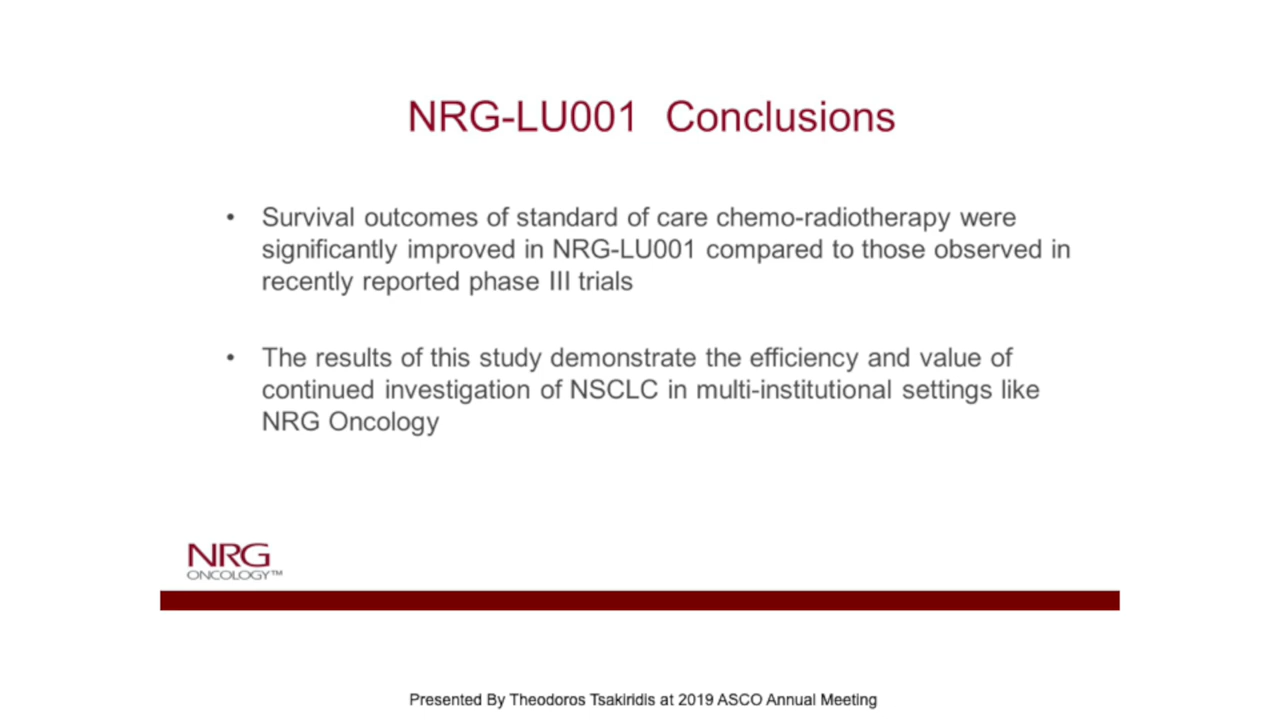 NRG-LU001 Conclusions
• Survival outcomes of standard of care chemo-radiotherapy were
significantly improved in NRG-LU001 compared to those observed in
recently reported phase III trials
• The results of this study demonstrate the efficiency and value of
continued investigation of NSCLC in multi-institutional settings like
NRG Oncology
NRG
ONCOLOGY™
Presented By Theodoros Tsakiridis at 2019 ASCO Annual Meeting